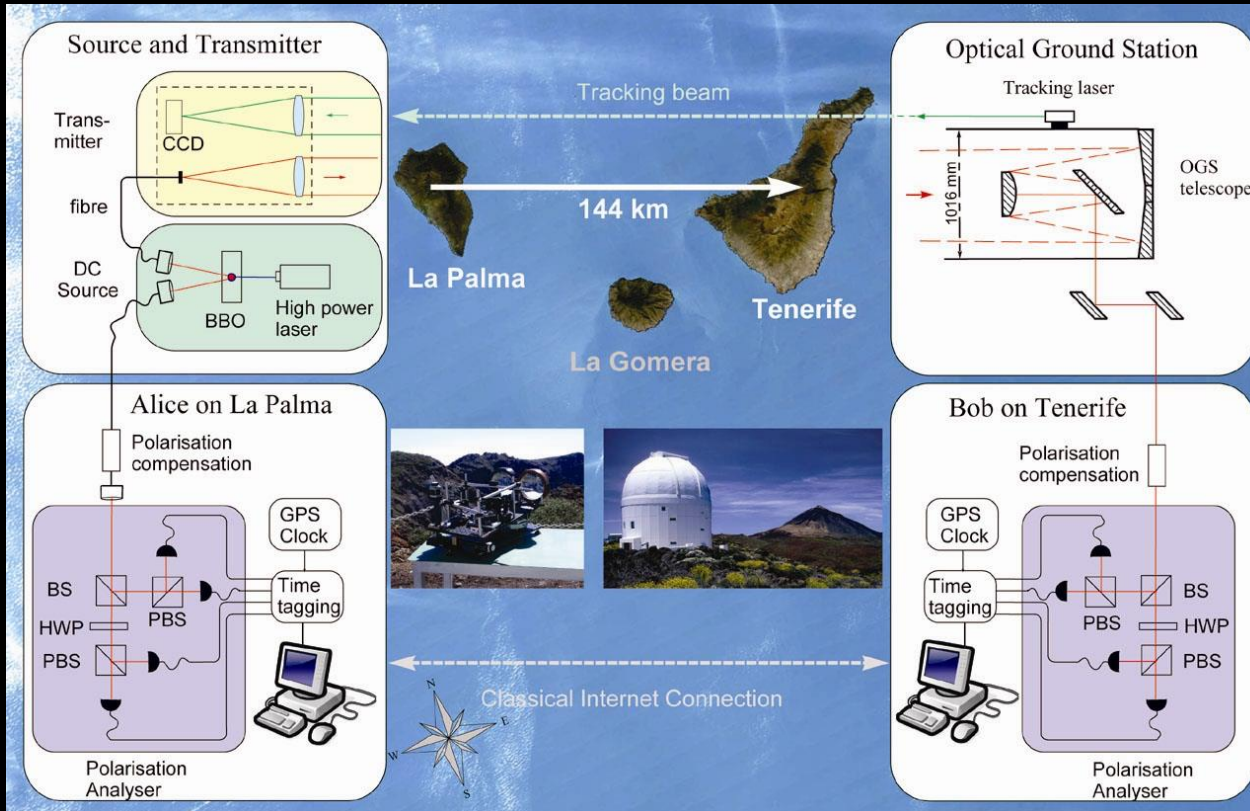 Source and Transmitter
Trans-
mitter
CCD
fibre
DC
Source
BBO
High power
laser
Tracking beam
144 km
La Palma
Tenerife
La Gomera
Optical Ground Station
Tracking laser
1016 mm
OGS
telescope
Alice on La Palma
Polarisation
compensation
GPS
Clock
Time
tagging
BS
PBS
HWP
PBS
Polarisation
Analyser
Classical Internet Connection
N
E
W
S
Bob on Tenerife
Polarisation
compensation
GPS
Clock
Time
tagging
BS
PBS
HWP
PBS
Polarisation
Analyser